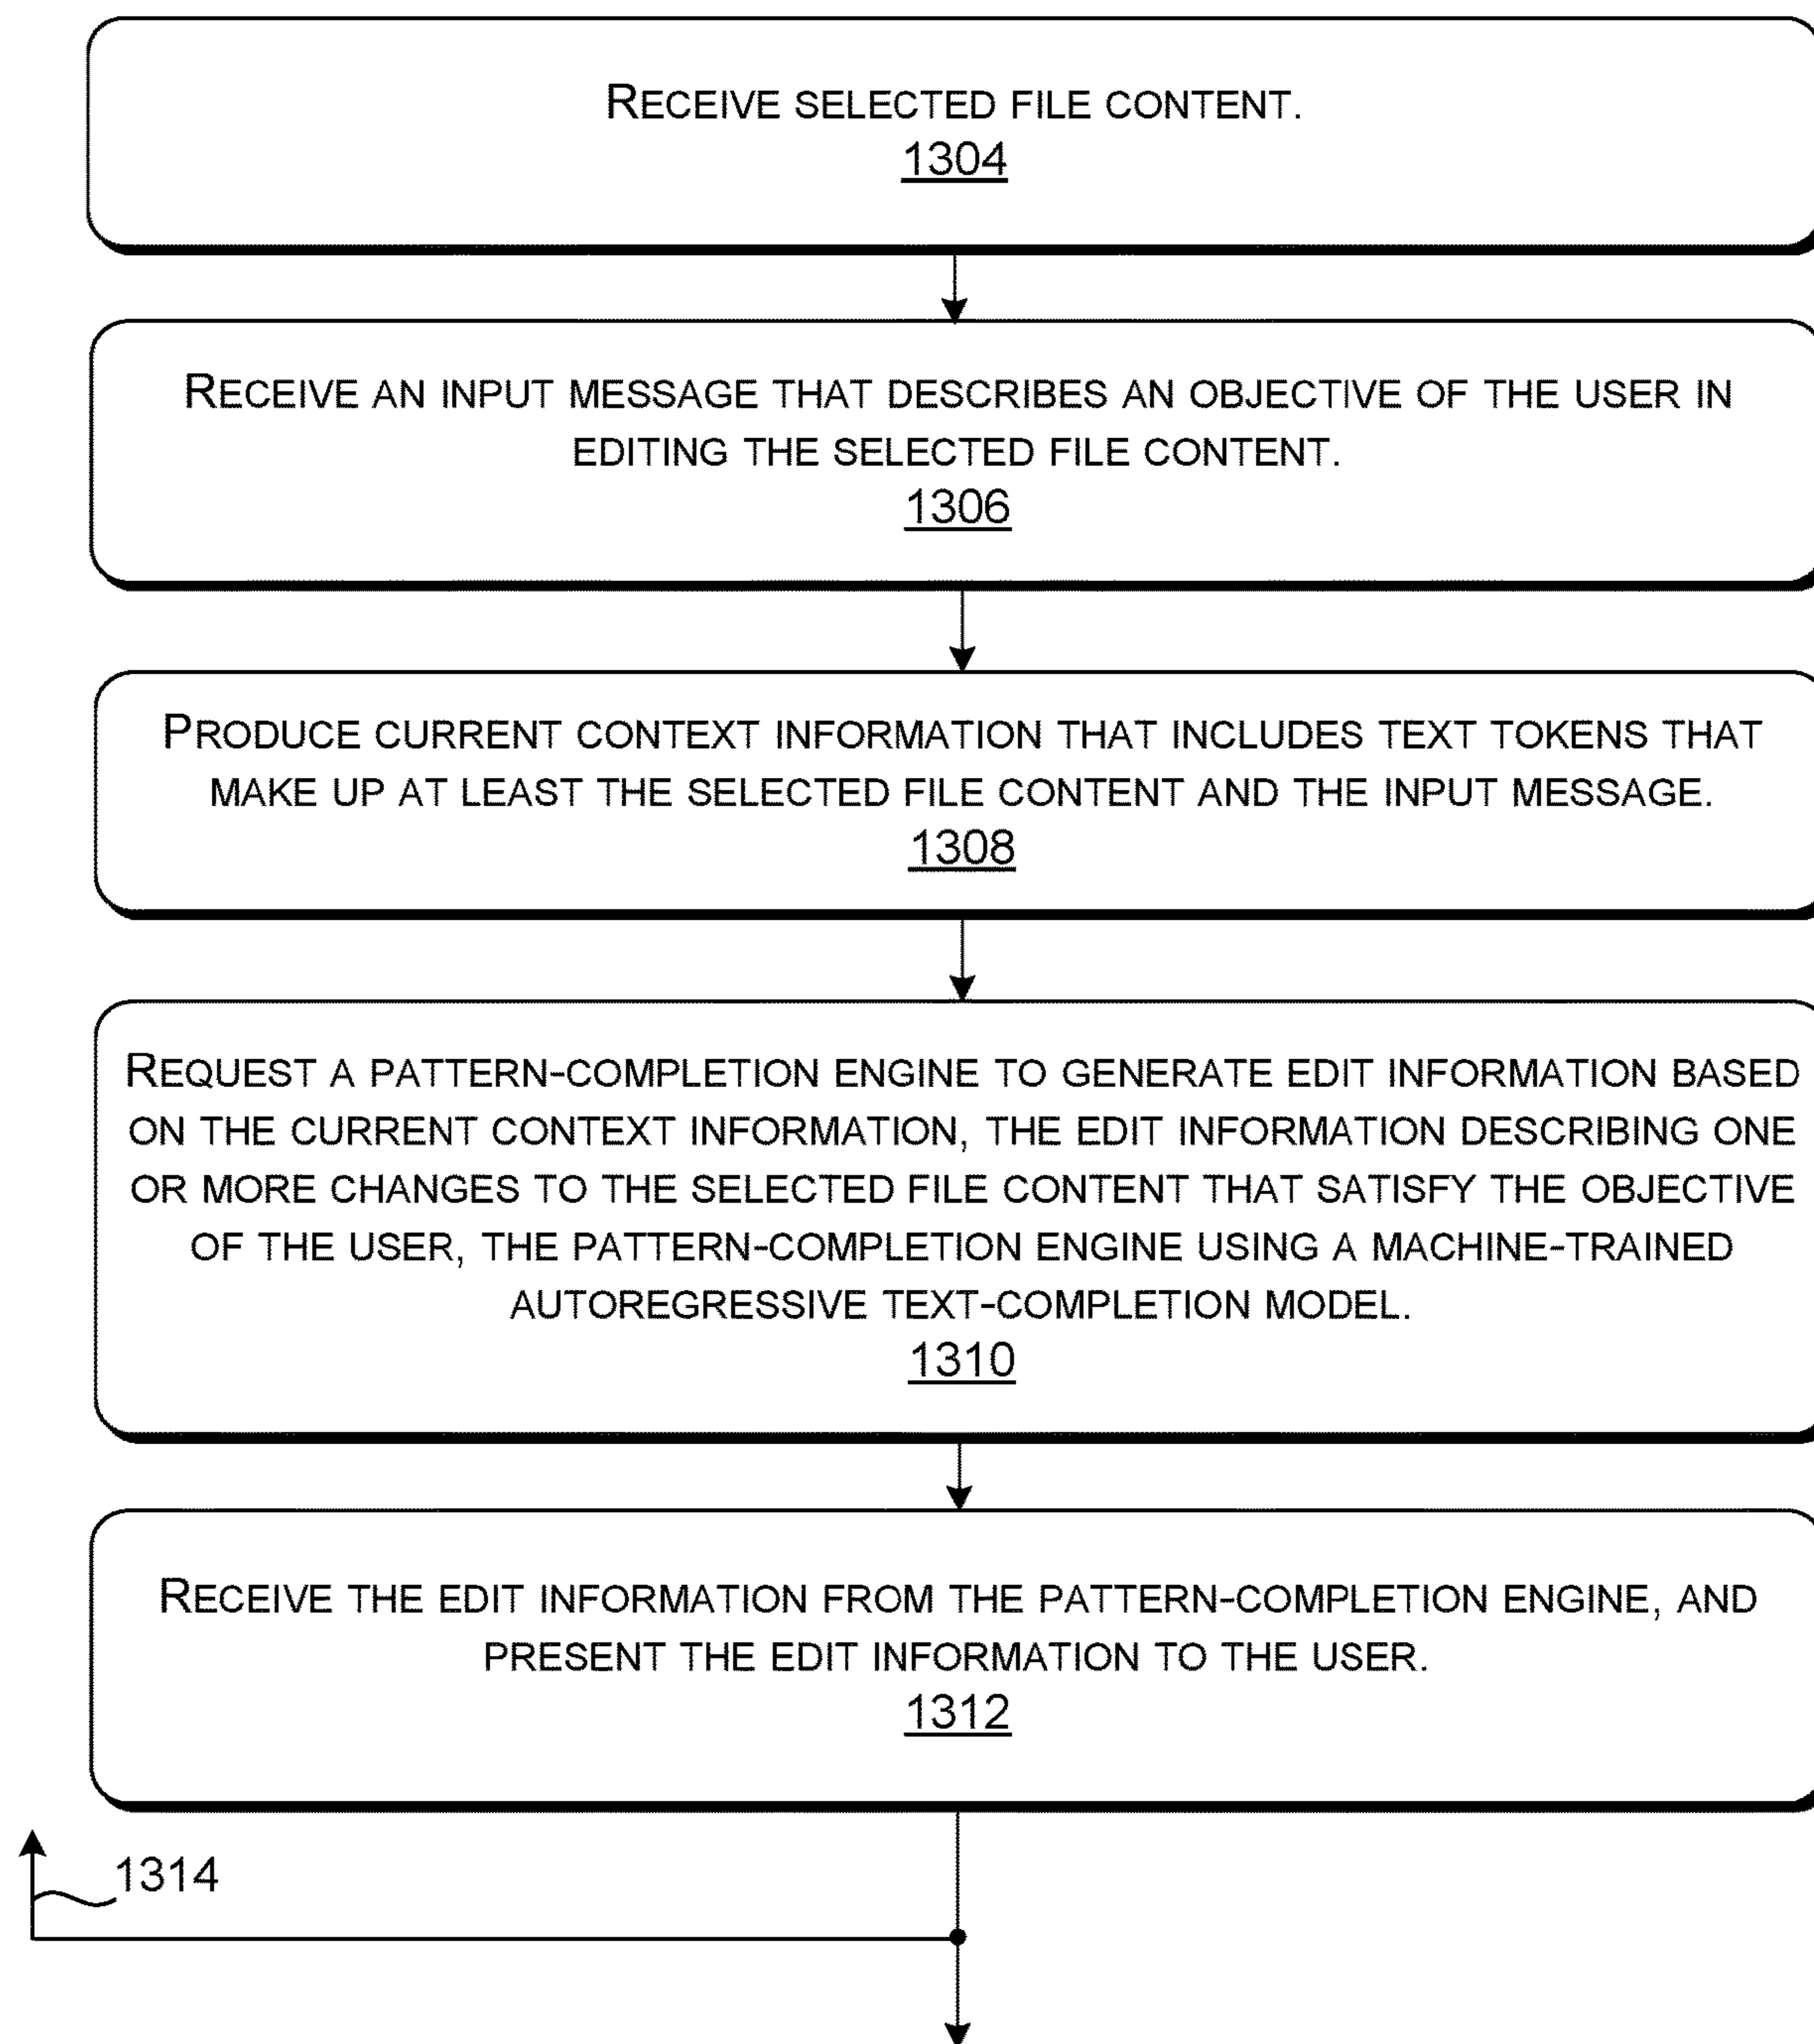 RECEIVE SELECTED FILE CONTENT.
1304
RECEIVE AN INPUT MESSAGE THAT DESCRIBES AN OBJECTIVE OF THE USER IN
EDITING THE SELECTED FILE CONTENT.
1306
PRODUCE CURRENT CONTEXT INFORMATION THAT INCLUDES TEXT TOKENS THAT
MAKE UP AT LEAST THE SELECTED FILE CONTENT AND THE INPUT MESSAGE.
1308
REQUEST A PATTERN-COMPLETION ENGINE TO GENERATE EDIT INFORMATION BASED
ON THE CURRENT CONTEXT INFORMATION, THE EDIT INFORMATION DESCRIBING ONE
OR MORE CHANGES TO THE SELECTED FILE CONTENT THAT SATISFY THE OBJECTIVE
OF THE USER, THE PATTERN-COMPLETION ENGINE USING A MACHINE-TRAINED
AUTOREGRESSIVE TEXT-COMPLETION MODEL.
1310
RECEIVE THE EDIT INFORMATION FROM THE PATTERN-COMPLETION ENGINE, AND
PRESENT THE EDIT INFORMATION TO THE USER.
1312
1314